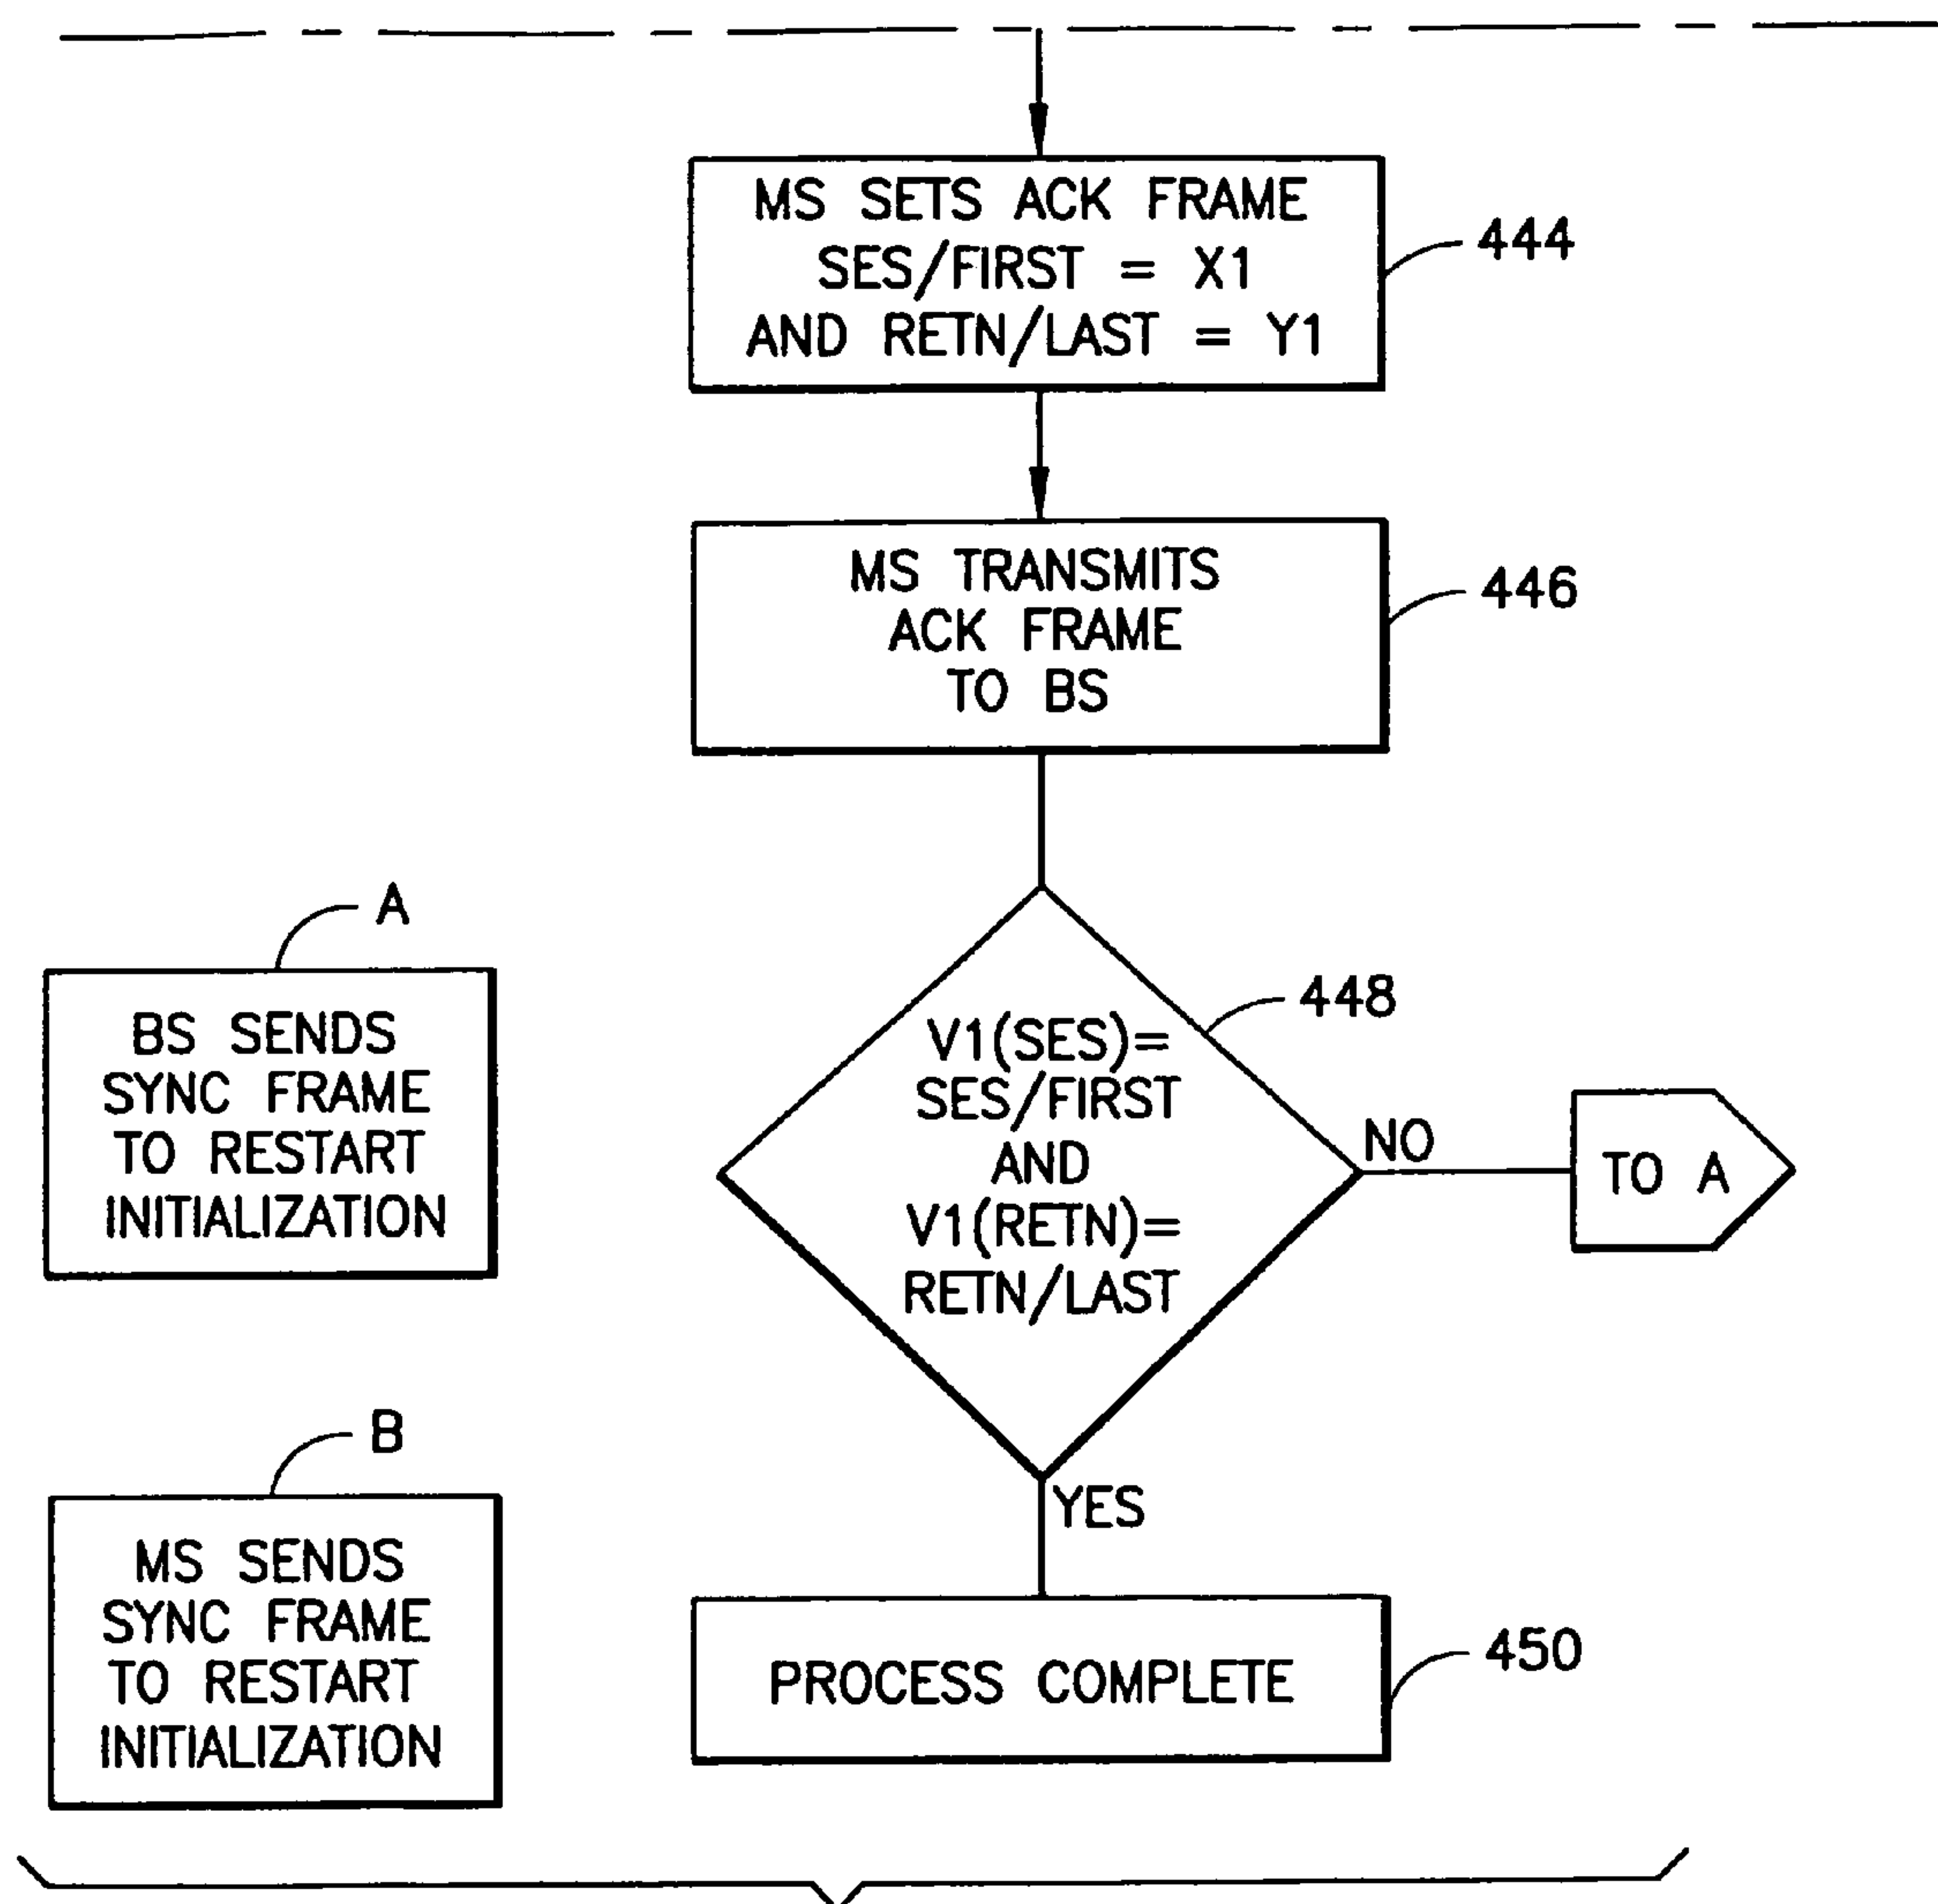 MS SETS ACK FRAME
SES/FIRST = X1
AND RETN/LAST = Y1
444
MS TRANSMITS
ACK FRAME
TO BS
446
A
BS SENDS
SYNC FRAME
TO RESTART
INITIALIZATION
V1(SES)=
SES/FIRST
AND
V1(RETN)=
RETN/LAST
448
NO
TO A
YES
B
MS SENDS
SYNC FRAME
TO RESTART
INITIALIZATION
PROCESS COMPLETE
450